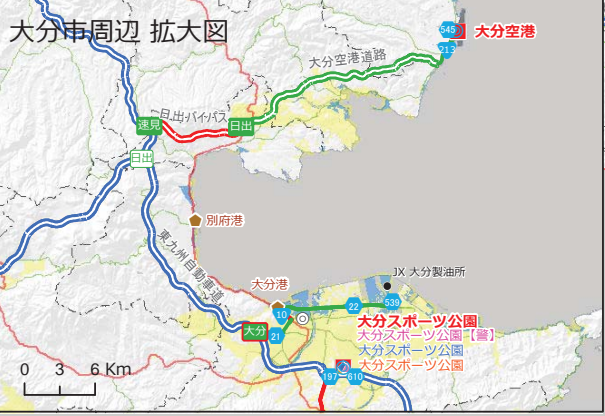 大分市周辺 拡大図
545
大分空港
213
大分空港道路
日出バイパス
速見
日出
日出
別府港
東九州自動車道
大分港
JX 大分製油所
10
22
539
大分スポーツ公園
大分
21
大分スポーツ公園【警】
大分スポーツ公園
大分スポーツ公園
197
610
0 3 6 Km